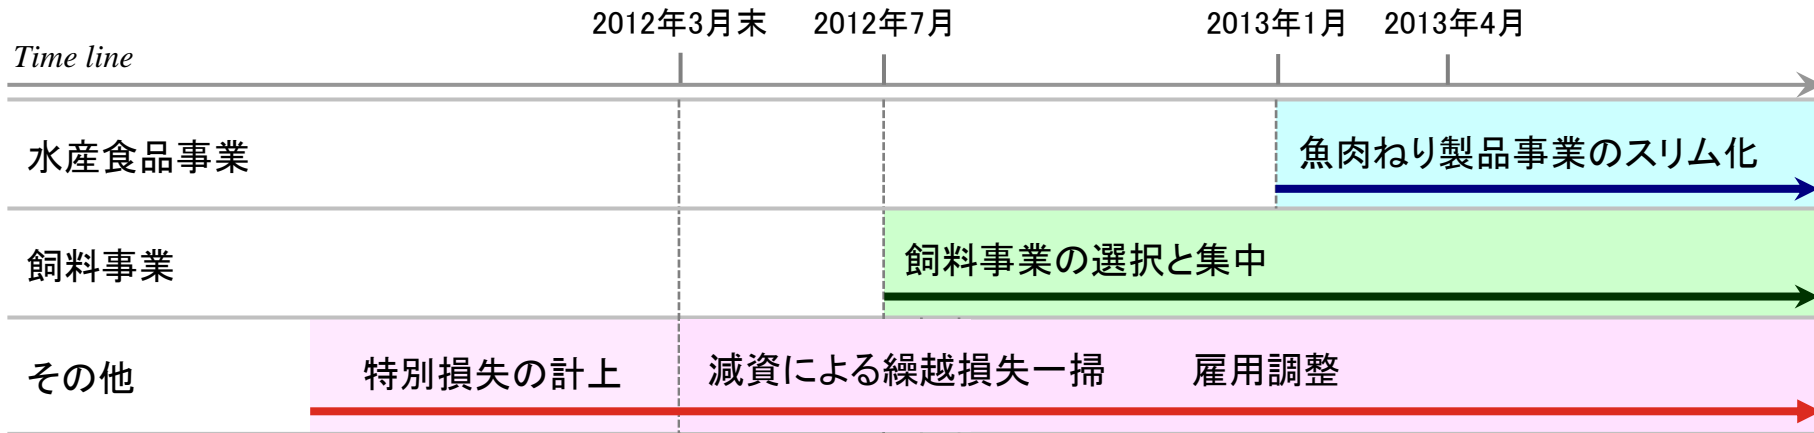 2012年3月末 2012年7月 2013年1月 2013年4月
Time line
水産食品事業 魚肉ねり製品事業のスリム化
飼料事業 飼料事業の選択と集中
その他 特別損失の計上 減資による繰越損失一掃 雇用調整